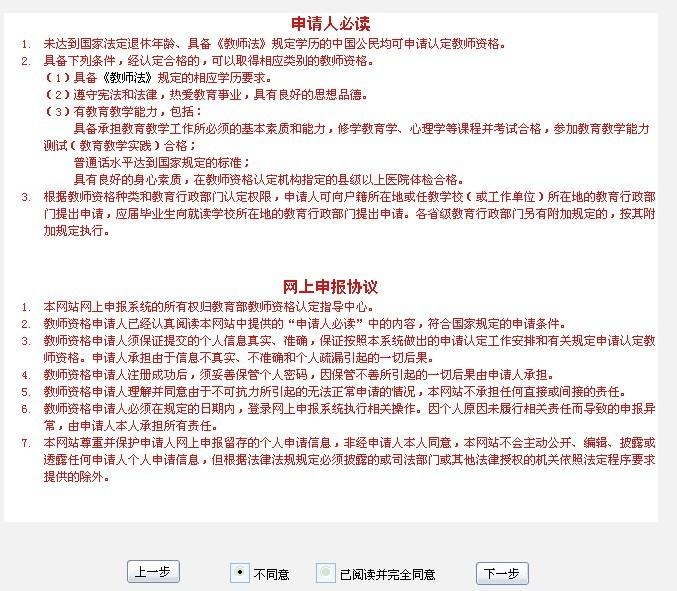 申请人必读
1. 未达到国家法定退休年龄、具备《教师法》规定学历的中国公民均可申请认定教师资格。
2. 具备下列条件，经认定合格的，可以取得相应类别的教师资格。
（1）具备《教师法》规定的相应学历要求。
（2）遵守宪法和法律，热爱教育事业，具有良好的思想品德。
（3）有教育教学能力，包括：
具备承担教育教学工作所必须的基本素质和能力，修学教育学、心理学等课程并考试合格，参加教育教学能力
测试（教育教学实践）合格；
普通话水平达到国家规定的标准；
具有良好的身心素质，在教师资格认定机构指定的县级以上医院体检合格。
3. 根据教师资格种类和教育行政部门认定权限，申请人可向户籍所在地或任教学校（或工作单位）所在地的教育行政部
门提出申请，应届毕业生向就读学校所在地的教育行政部门提出申请。各省级教育行政部门另有附加规定的，按其附
加规定执行。
网上申报协议
1. 本网站网上申报系统的所有权归教育部教师资格认定指导中心。
2. 教师资格申请人已经认真阅读本网站中提供的“申请人必读”中的内容，符合国家规定的申请条件。
3. 教师资格申请人须保证提交的个人信息真实、准确，保证按照本系统做出的申请认定工作安排和有关规定申请认定教
师资格。申请人承担由于信息不真实、不准确和个人疏漏引起的一切后果。
4. 教师资格申请人注册成功后，须妥善保管个人密码，因保管不善所引起的一切后果由申请人承担。
5. 教师资格申请人理解并同意由于不可抗力所引起的无法正常申请的情况，本网站不承担任何直接或间接的责任。
6. 教师资格申请人必须在规定的日期内，登录网上申报系统执行相关操作。因个人原因未履行相关责任而导致的申报异
常，由申请人本人承担所有责任。
7. 本网站尊重并保护申请人网上申报留存的个人申请信息，非经申请人本人同意，本网站不会主动公开、编辑、披露或
透露任何申请人个人申请信息，但根据法律法规规定必须披露的或司法部门或其他法律授权的机关依照法定程序要求
提供的除外。
上一步 不同意 已阅读并完全同意 下一步